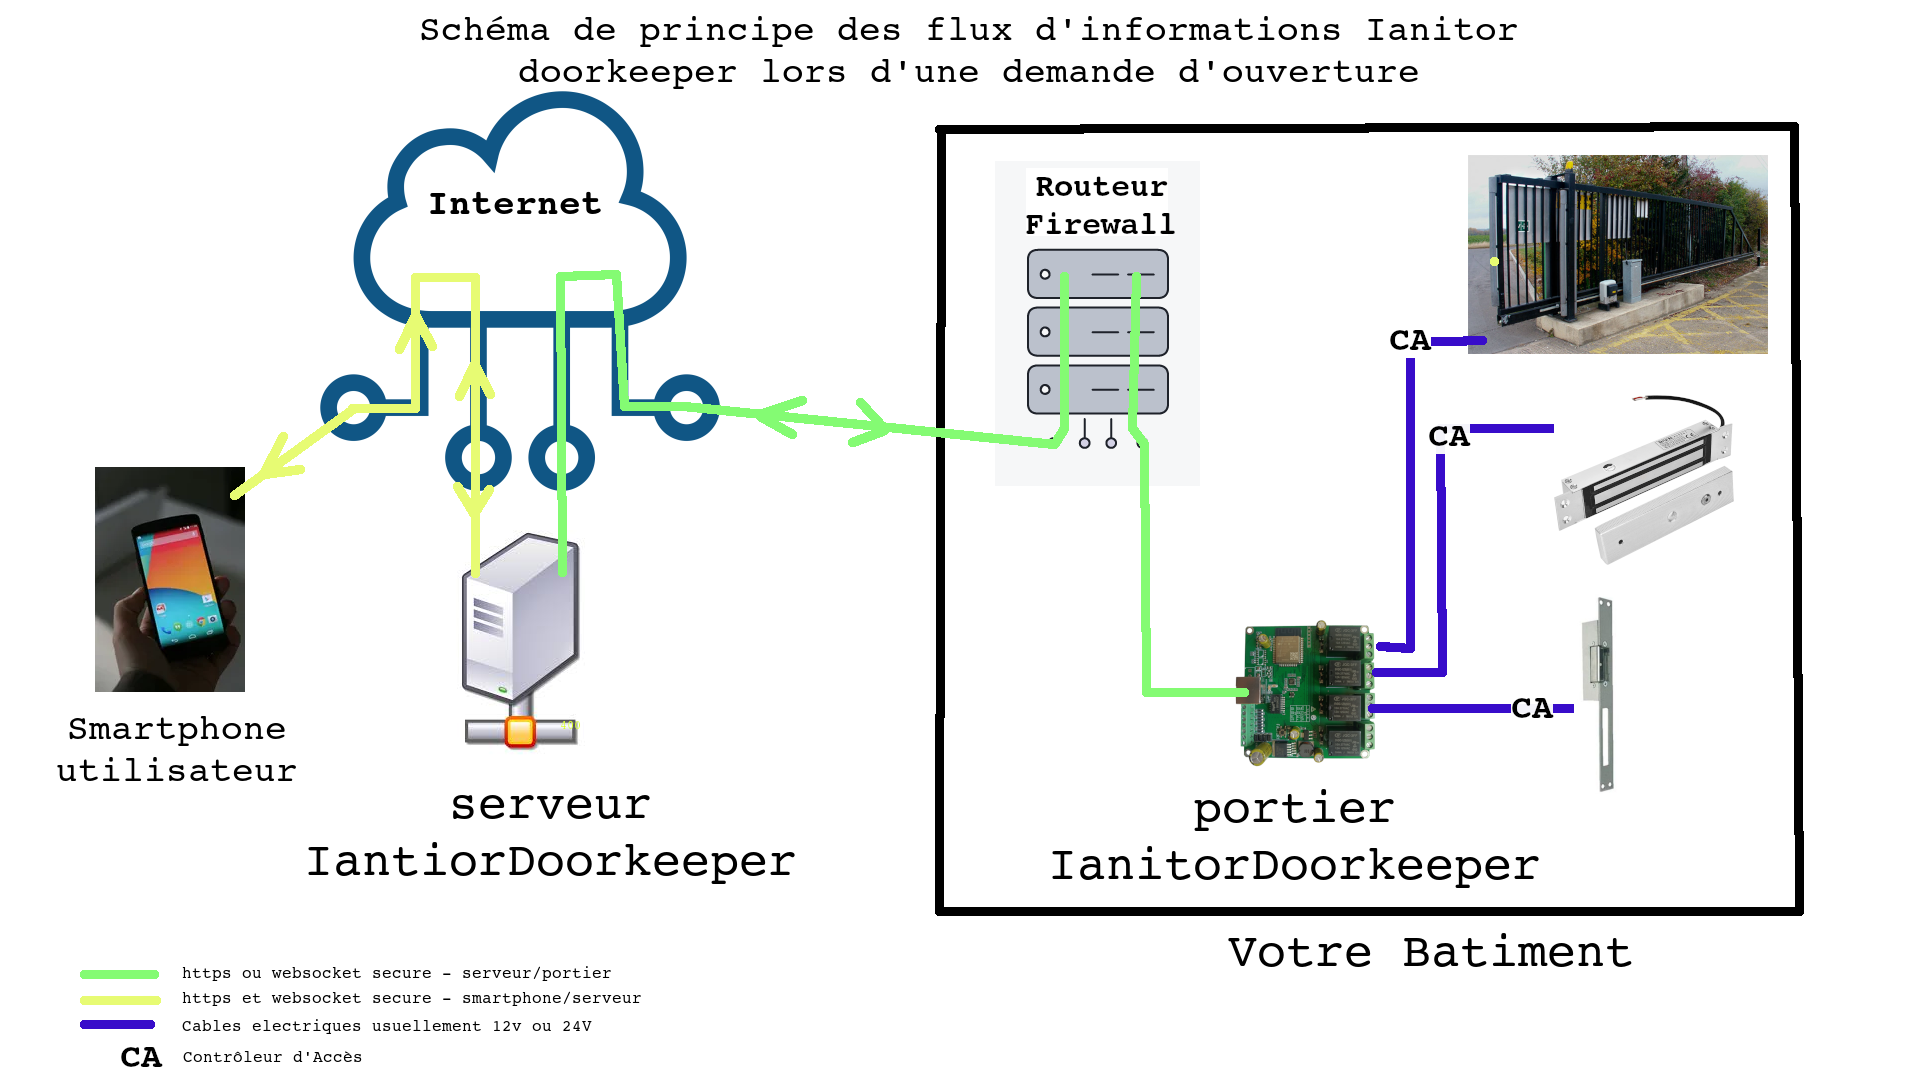 Schéma de principe des flux d'informations Ianitor
doorkeeper lors d'une demande d'ouverture
Internet
Routeur
Firewall
CA
CA
CA
Smartphone
utilisateur
serveur
IantiorDoorkeeper
portier
IanitorDoorkeeper
Votre Batiment
https ou websocket secure - serveur/portier
https et websocket secure - smartphone/serveur
Cables electriques usuellement 12v ou 24V
CA Contrôleur d'Accès